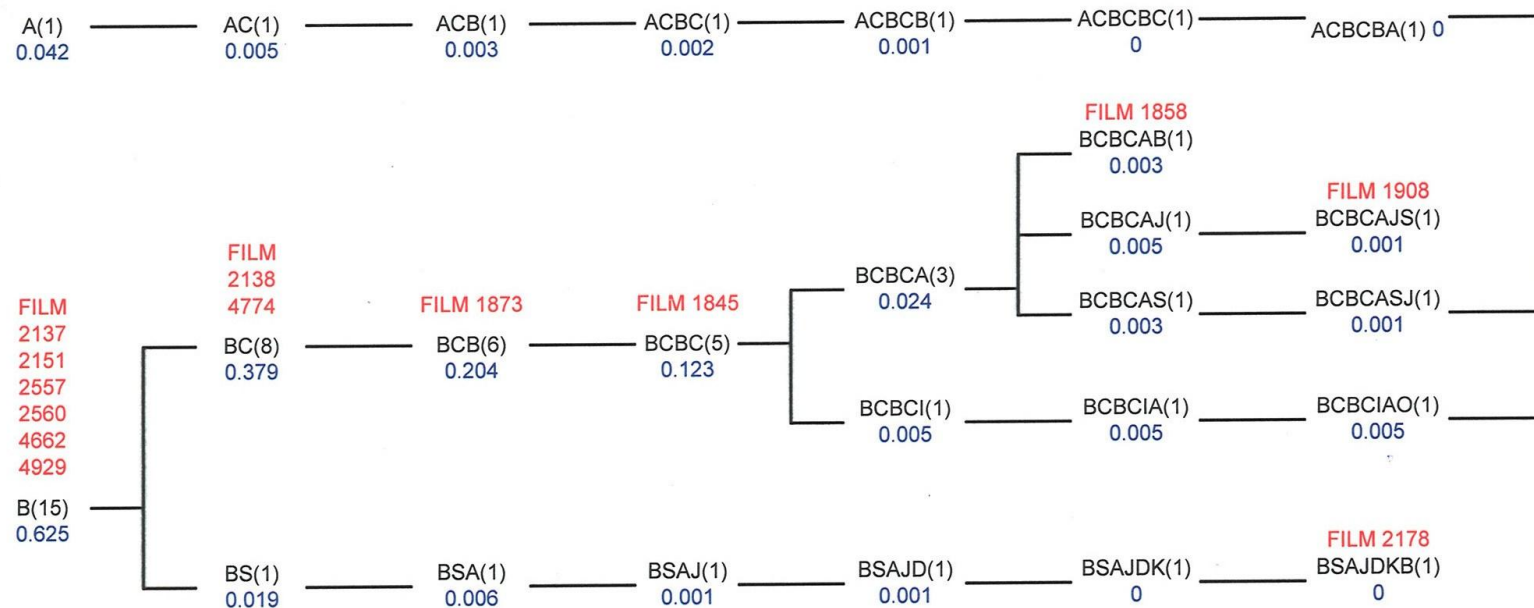 A(1)
0.042
AC(1)
0.005
ACB(1)
0.003
ACBC(1)
0.002
ACBCB(1)
0.001
ACBCBC(1)
0
ACBCBA(1) 0
FILM
2137
2151
2557
2560
4662
4929
B(15)
0.625
FILM
2138
4774
BC(8)
0.379
FILM 1873
BCB(6)
0.204
FILM 1845
BCBC(5)
0.123
BCBCA(3)
0.024
FILM 1858
BCBCAB(1)
0.003
BCBCAJ(1)
0.005
FILM 1908
BCBCAJS(1)
0.001
BCBCAS(1)
0.003
BCBCASJ(1)
0.001
BCBCI(1)
0.005
BCBCIA(1)
0.005
BCBCIAO(1)
0.005
BS(1)
0.019
BSA(1)
0.006
BSAJ(1)
0.001
BSAJD(1)
0.001
BSAJDK(1)
0
FILM 2178
BSAJDKB(1)
0